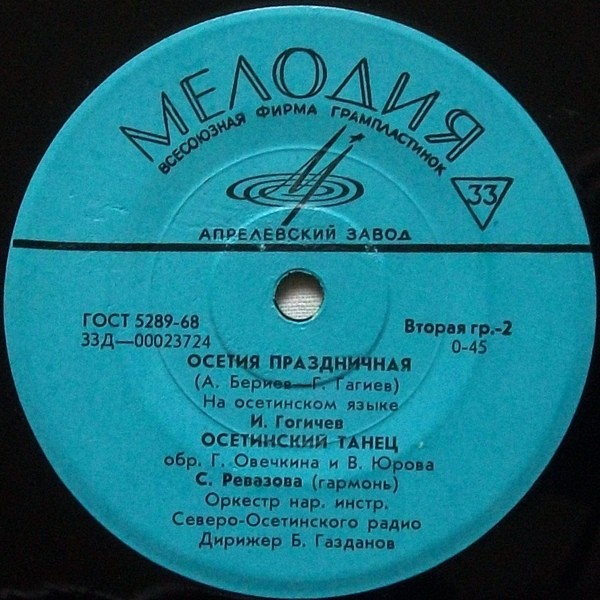 МЕЛОДИЯ
ВСЕСОЮЗНАЯ ФИРМА ГРАМПЛАСТИНОК
33
АПРЕЛЕВСКИЙ ЗАВОД
ГОСТ 5289-68
33Д—00023724
Вторая гр.-2
0-45
ОСЕТИЯ ПРАЗДНИЧНАЯ
(А. Бериев—Г. Гагиев)
На осетинском языке
И. Гогичев
ОСЕТИНСКИЙ ТАНЕЦ
обр. Г. Овечкина и В. Юрова
С. Ревазова (гармонь)
Оркестр нар. инстр.
Северо-Осетинского радио
Дирижер Б. Газданов